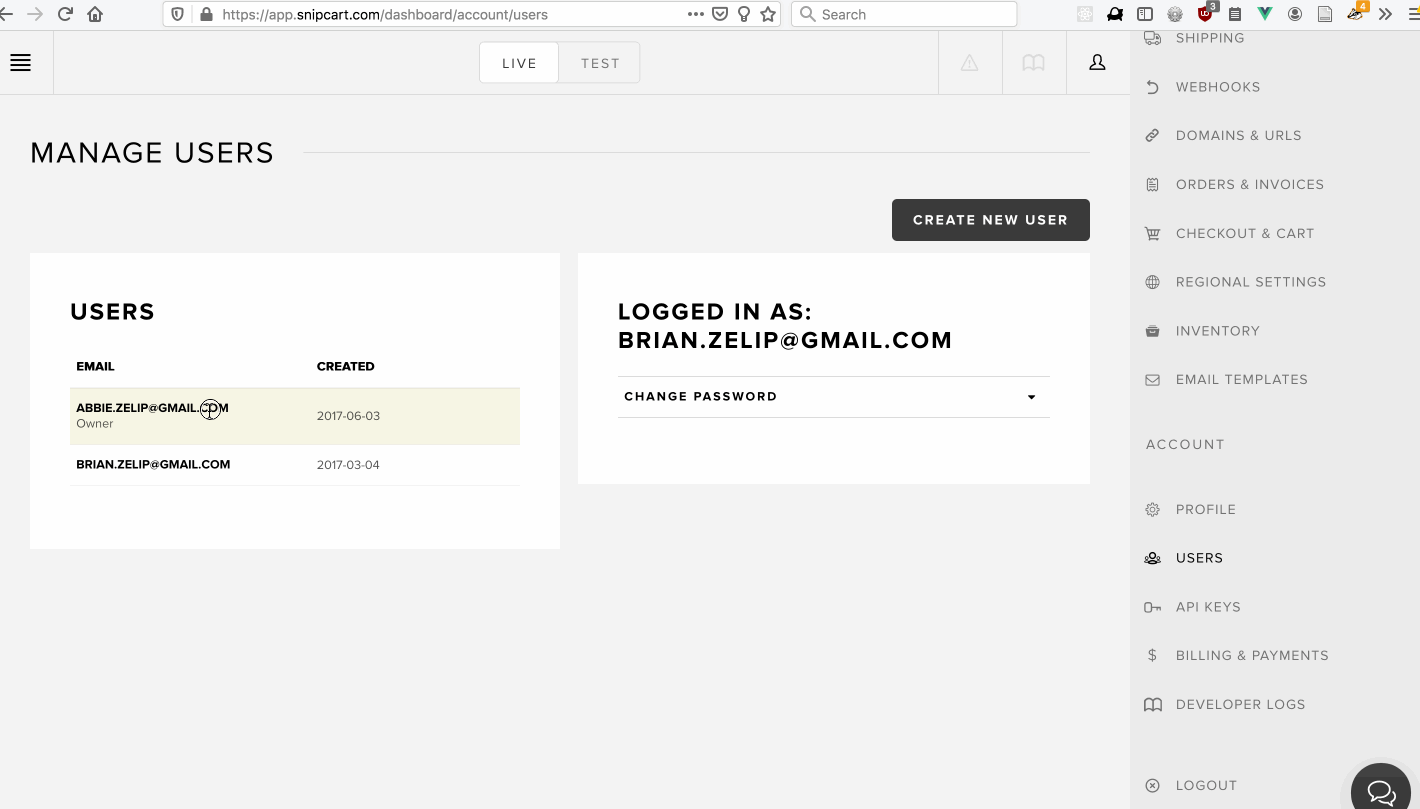 https://app.snipcart.com/dashboard/account/users
Search
3
4
LIVE
TEST
MANAGE USERS
CREATE NEW USER
USERS
EMAIL
CREATED
ABBIE.ZELIP@GMAIL.COM
Owner
2017-06-03
BRIAN.ZELIP@GMAIL.COM
2017-03-04
LOGGED IN AS:
BRIAN.ZELIP@GMAIL.COM
CHANGE PASSWORD
SHIPPING
WEBHOOKS
DOMAINS & URLS
ORDERS & INVOICES
CHECKOUT & CART
REGIONAL SETTINGS
INVENTORY
EMAIL TEMPLATES
ACCOUNT
PROFILE
USERS
API KEYS
BILLING & PAYMENTS
DEVELOPER LOGS
LOGOUT